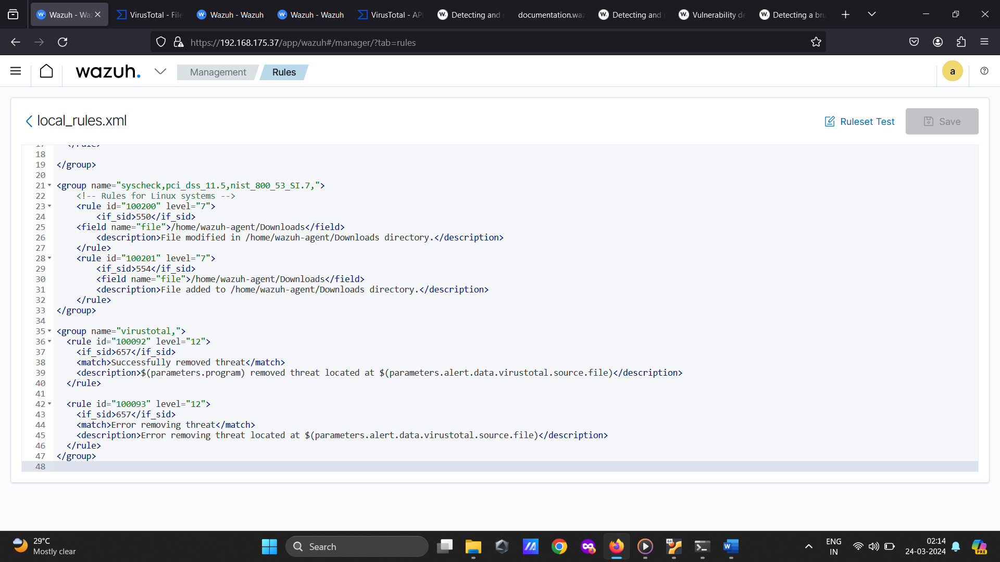 Wazuh - Wa
VirusTotal - File
Wazuh - Wazuh
Wazuh - Wazuh
VirusTotal - API
Detecting and
documentation.waz
Detecting and
Vulnerability de
Detecting a bru
https://192.168.175.37/app/wazuh#/manager/?tab=rules
wazuh.
Management
Rules
a
local_rules.xml
Ruleset Test
Save
17 </rule>
18
19 </group>
20
21 <group name="syscheck,pci_dss_11.5,nist_800_53_SI.7,">
22 <!-- Rules for Linux systems -->
23 <rule id="100200" level="7">
24 <if_sid>550</if_sid>
25 <field name="file">/home/wazuh-agent/Downloads</field>
26 <description>File modified in /home/wazuh-agent/Downloads directory.</description>
27 </rule>
28 <rule id="100201" level="7">
29 <if_sid>554</if_sid>
30 <field name="file">/home/wazuh-agent/Downloads</field>
31 <description>File added to /home/wazuh-agent/Downloads directory.</description>
32 </rule>
33 </group>
34
35 <group name="virustotal,">
36 <rule id="100092" level="12">
37 <if_sid>657</if_sid>
38 <match>Successfully removed threat</match>
39 <description>$(parameters.program) removed threat located at $(parameters.alert.data.virustotal.source.file)</description>
40 </rule>
41
42 <rule id="100093" level="12">
43 <if_sid>657</if_sid>
44 <match>Error removing threat</match>
45 <description>Error removing threat located at $(parameters.alert.data.virustotal.source.file)</description>
46 </rule>
47 </group>
48
29°C
Mostly clear
Search
64
PRE
ENG
IN
02:14
24-03-2024